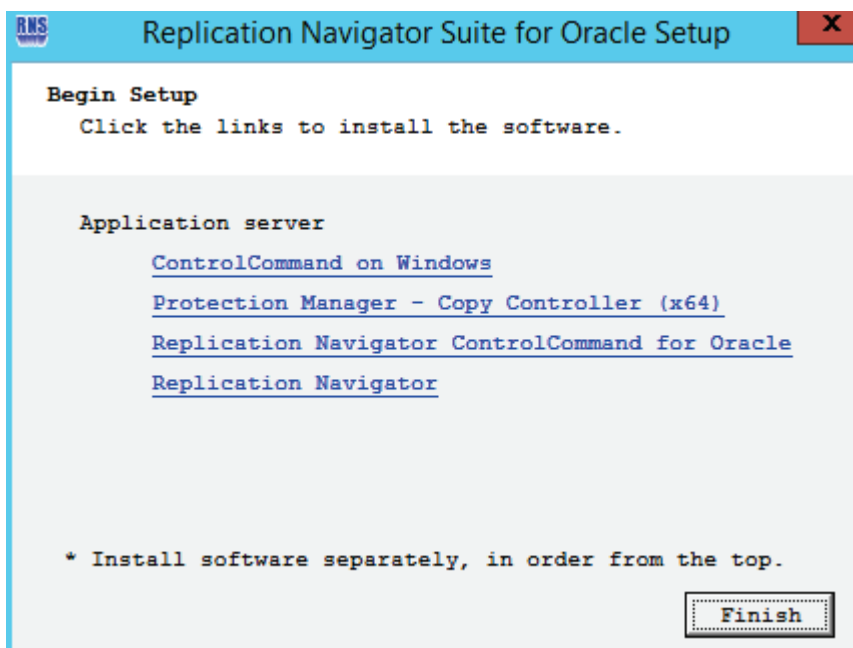 RNS
Replication Navigator Suite for Oracle Setup
X
Begin Setup
Click the links to install the software.
Application server
ControlCommand on Windows
Protection Manager - Copy Controller (x64)
Replication Navigator ControlCommand for Oracle
Replication Navigator
* Install software separately, in order from the top.
Finish